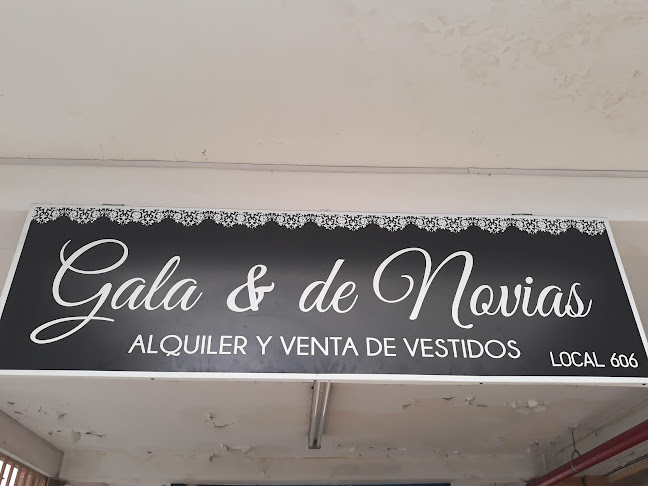 Gala & de Novias
ALQUILER Y VENTA DE VESTIDOS
LOCAL 606